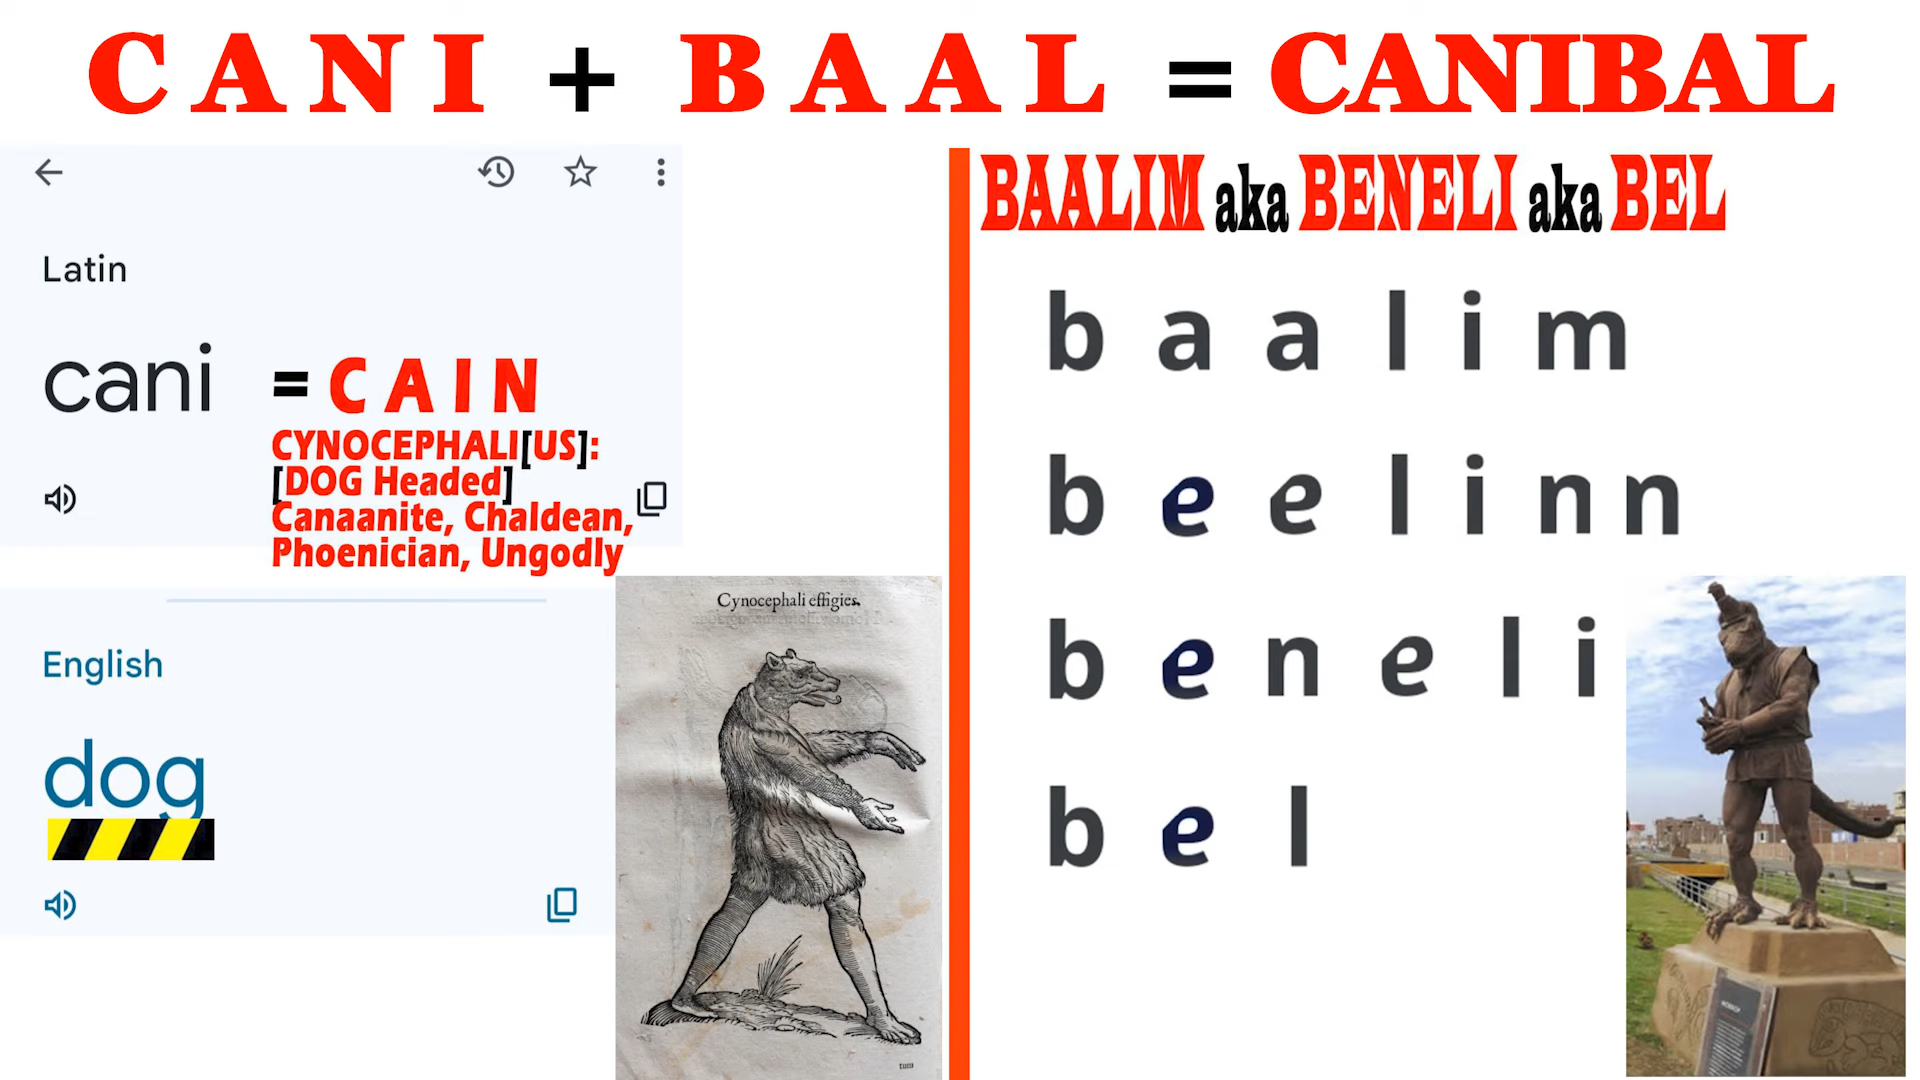 CANI + BAAL = CANIBAL
Latin
cani = CAIN
CYNOCEPHALI[US]:
[DOG Headed]
Canaanite, Chaldean,
Phoenician, Ungodly
English
dog
Cynocephali effigies.
tum
BAALIM aka BENELI aka BEL
b a a l i m
b e e l i n n
b e n e l i
b e l